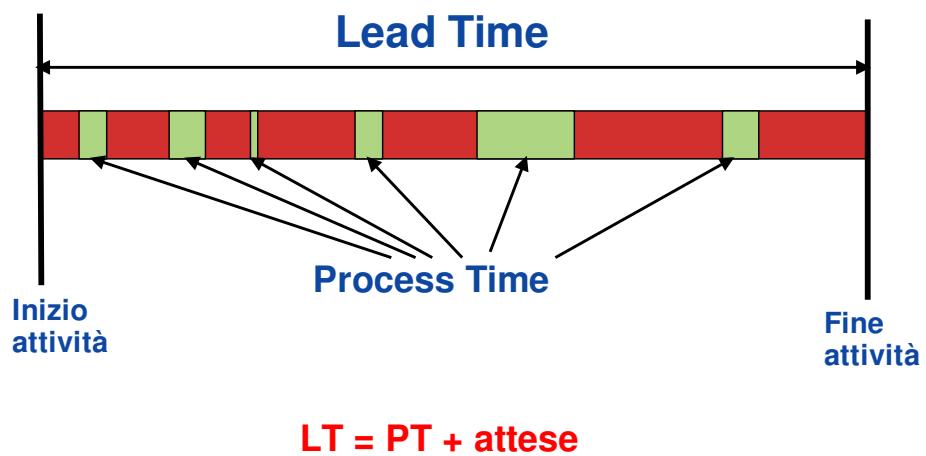 Lead Time
Process Time
Inizio
attività
Fine
attività
LT = PT + attese